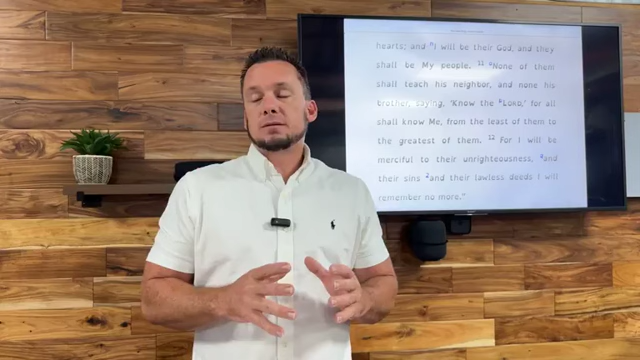 hearts; and I will be their God, and they
shall be My people. 11 None of them
shall teach his neighbor, and none his
brother, saying, 'Know the LORD,' for all
shall know Me, from the least of them to
the greatest of them. 12 For I will be
merciful to their unrighteousness, and
their sins and their lawless deeds I will
remember no more."